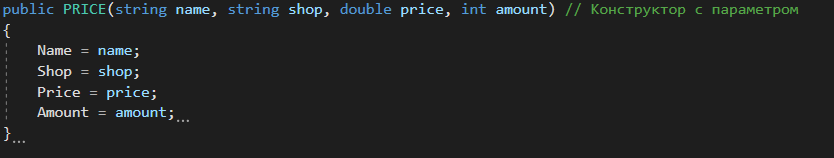 public PRICE(string name, string shop, double price, int amount) // Конструктор с параметром
{
Name = name;
Shop = shop;
Price = price;
Amount = amount;...
}...